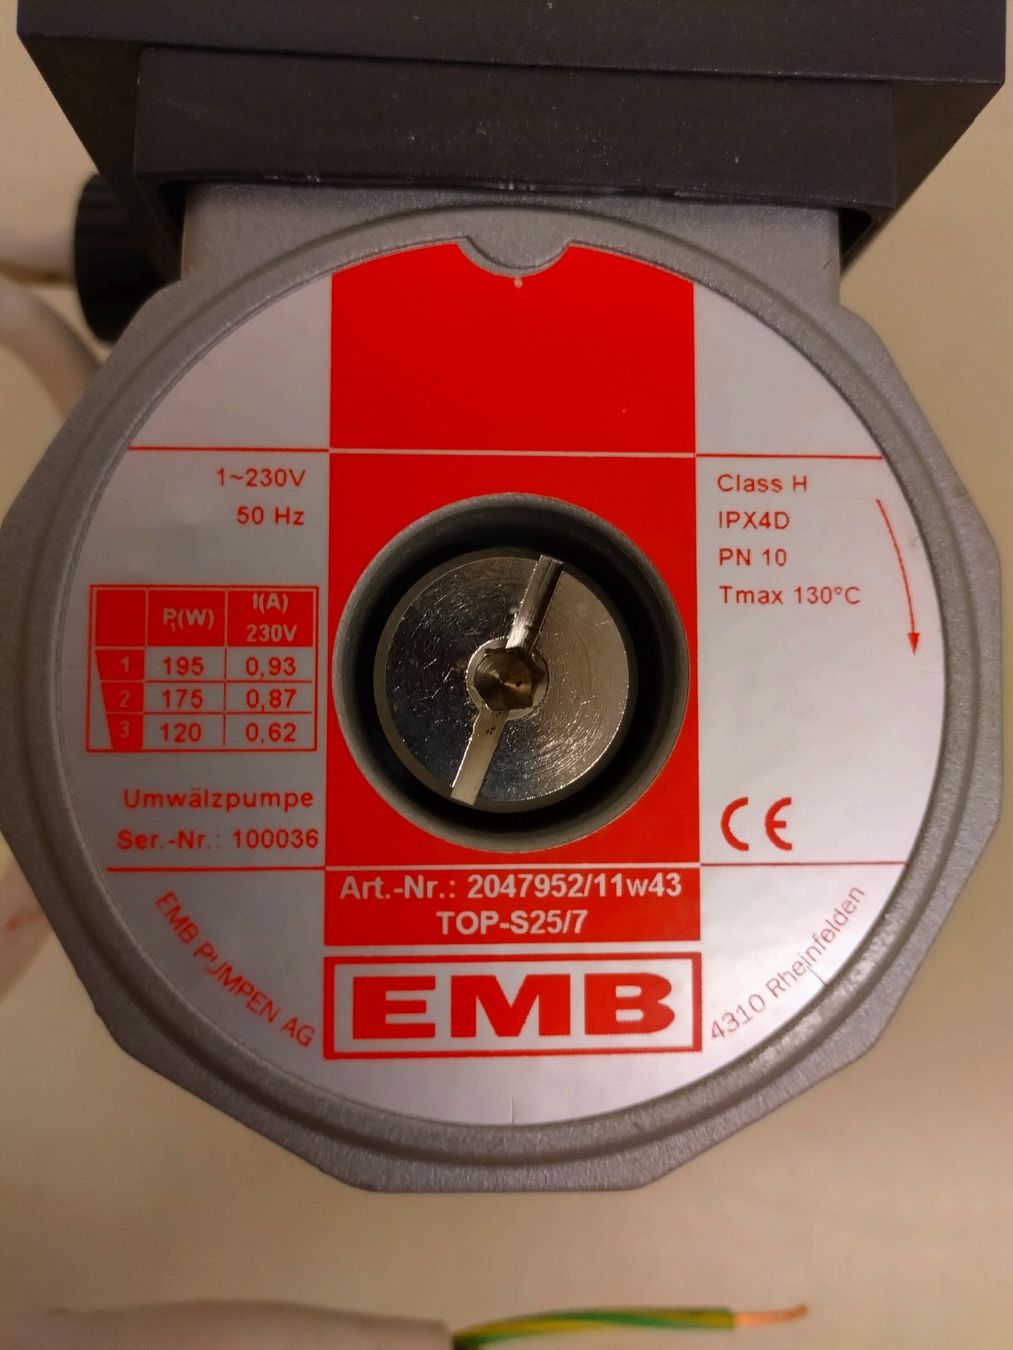 1~230V
50 Hz
Class H
IPX4D
PN 10
Tmax 130°C
P1(W) I(A)
230V
1 195 0,93
2 175 0,87
3 120 0,62
Umwälzpumpe
Ser.-Nr.: 100036
CE
Art.-Nr.: 2047952/11w43
TOP-S25/7
EMB
EMB PUMPEN AG
4310 Rheinfelden